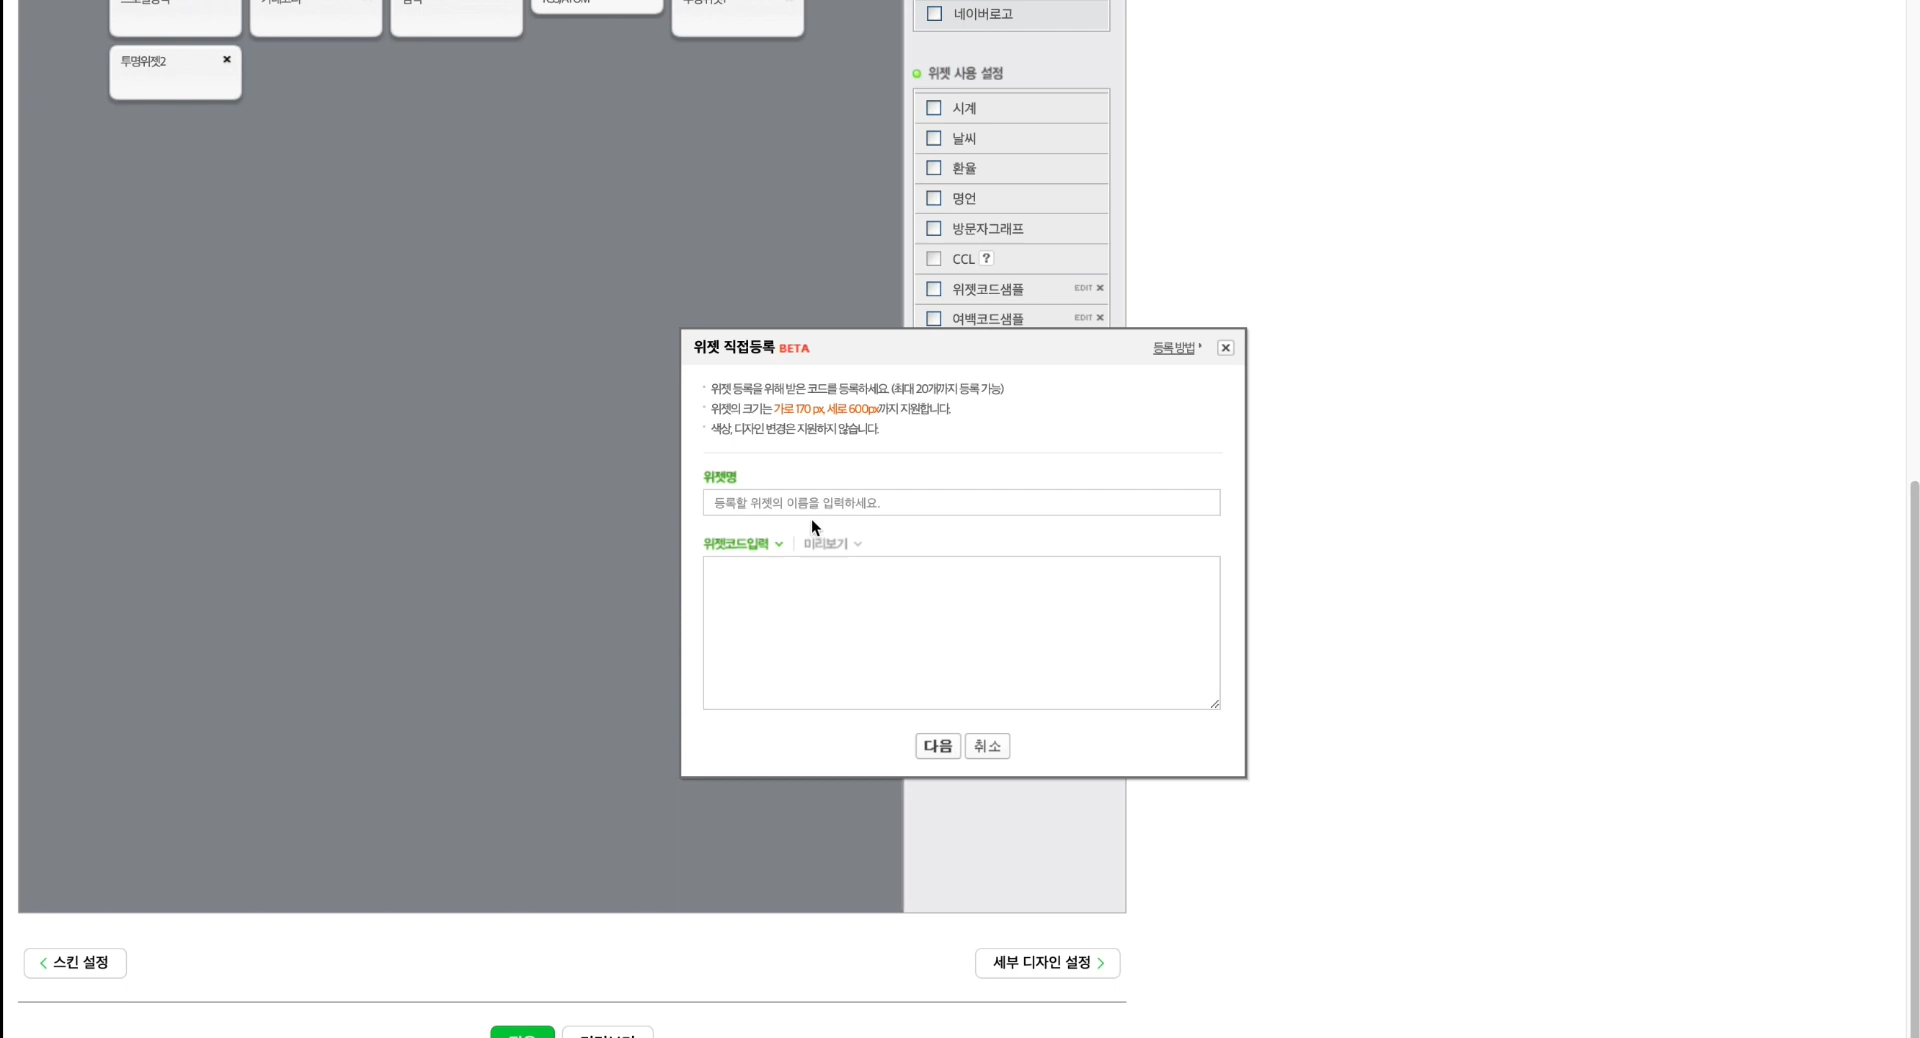 네이버로고
투명위젯2
위젯 사용 설정
시계
날씨
환율
명언
방문자그래프
CCL ?
위젯코드샘플 EDIT
여백코드샘플 EDIT
위젯 직접등록 BETA
등록 방법
위젯 등록을 위해 받은 코드를 등록하세요. (최대 20개까지 등록 가능)
위젯의 크기는 가로 170 px, 세로 600px까지 지원합니다.
색상, 디자인 변경은 지원하지 않습니다.
위젯명
등록할 위젯의 이름을 입력하세요.
위젯코드입력 미리보기
다음 취소
스킨 설정
세부 디자인 설정